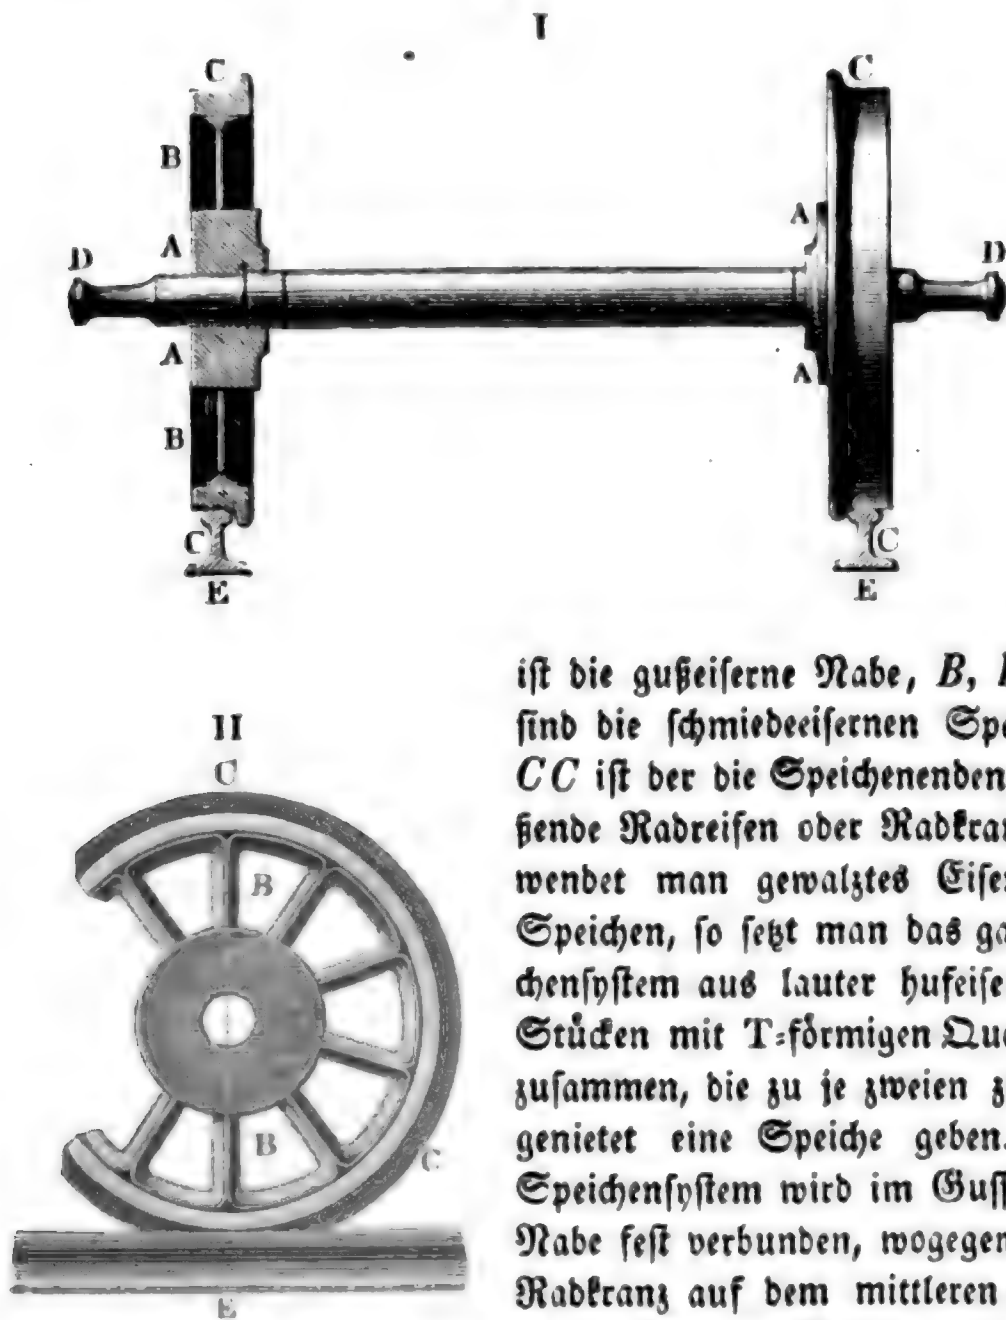 I
C C
B
A A
D D
A A
B
C C
E E
ist die gußeiserne Nabe, B,
sind die schmiedeeisernen Spe
CC ist der die Speichenenden
ßende Radreifen oder Radkran
wendet man gewalztes Eise
Speichen, so setzt man das ga
chensystem aus lauter hufeise
Stücken mit T-förmigen Que
zusammen, die zu je zweien z
genietet eine Speiche geben.
Speichensystem wird im Guss
Nabe fest verbunden, wogegen
Radkranz auf dem mittleren
II
C
B
B
C
E